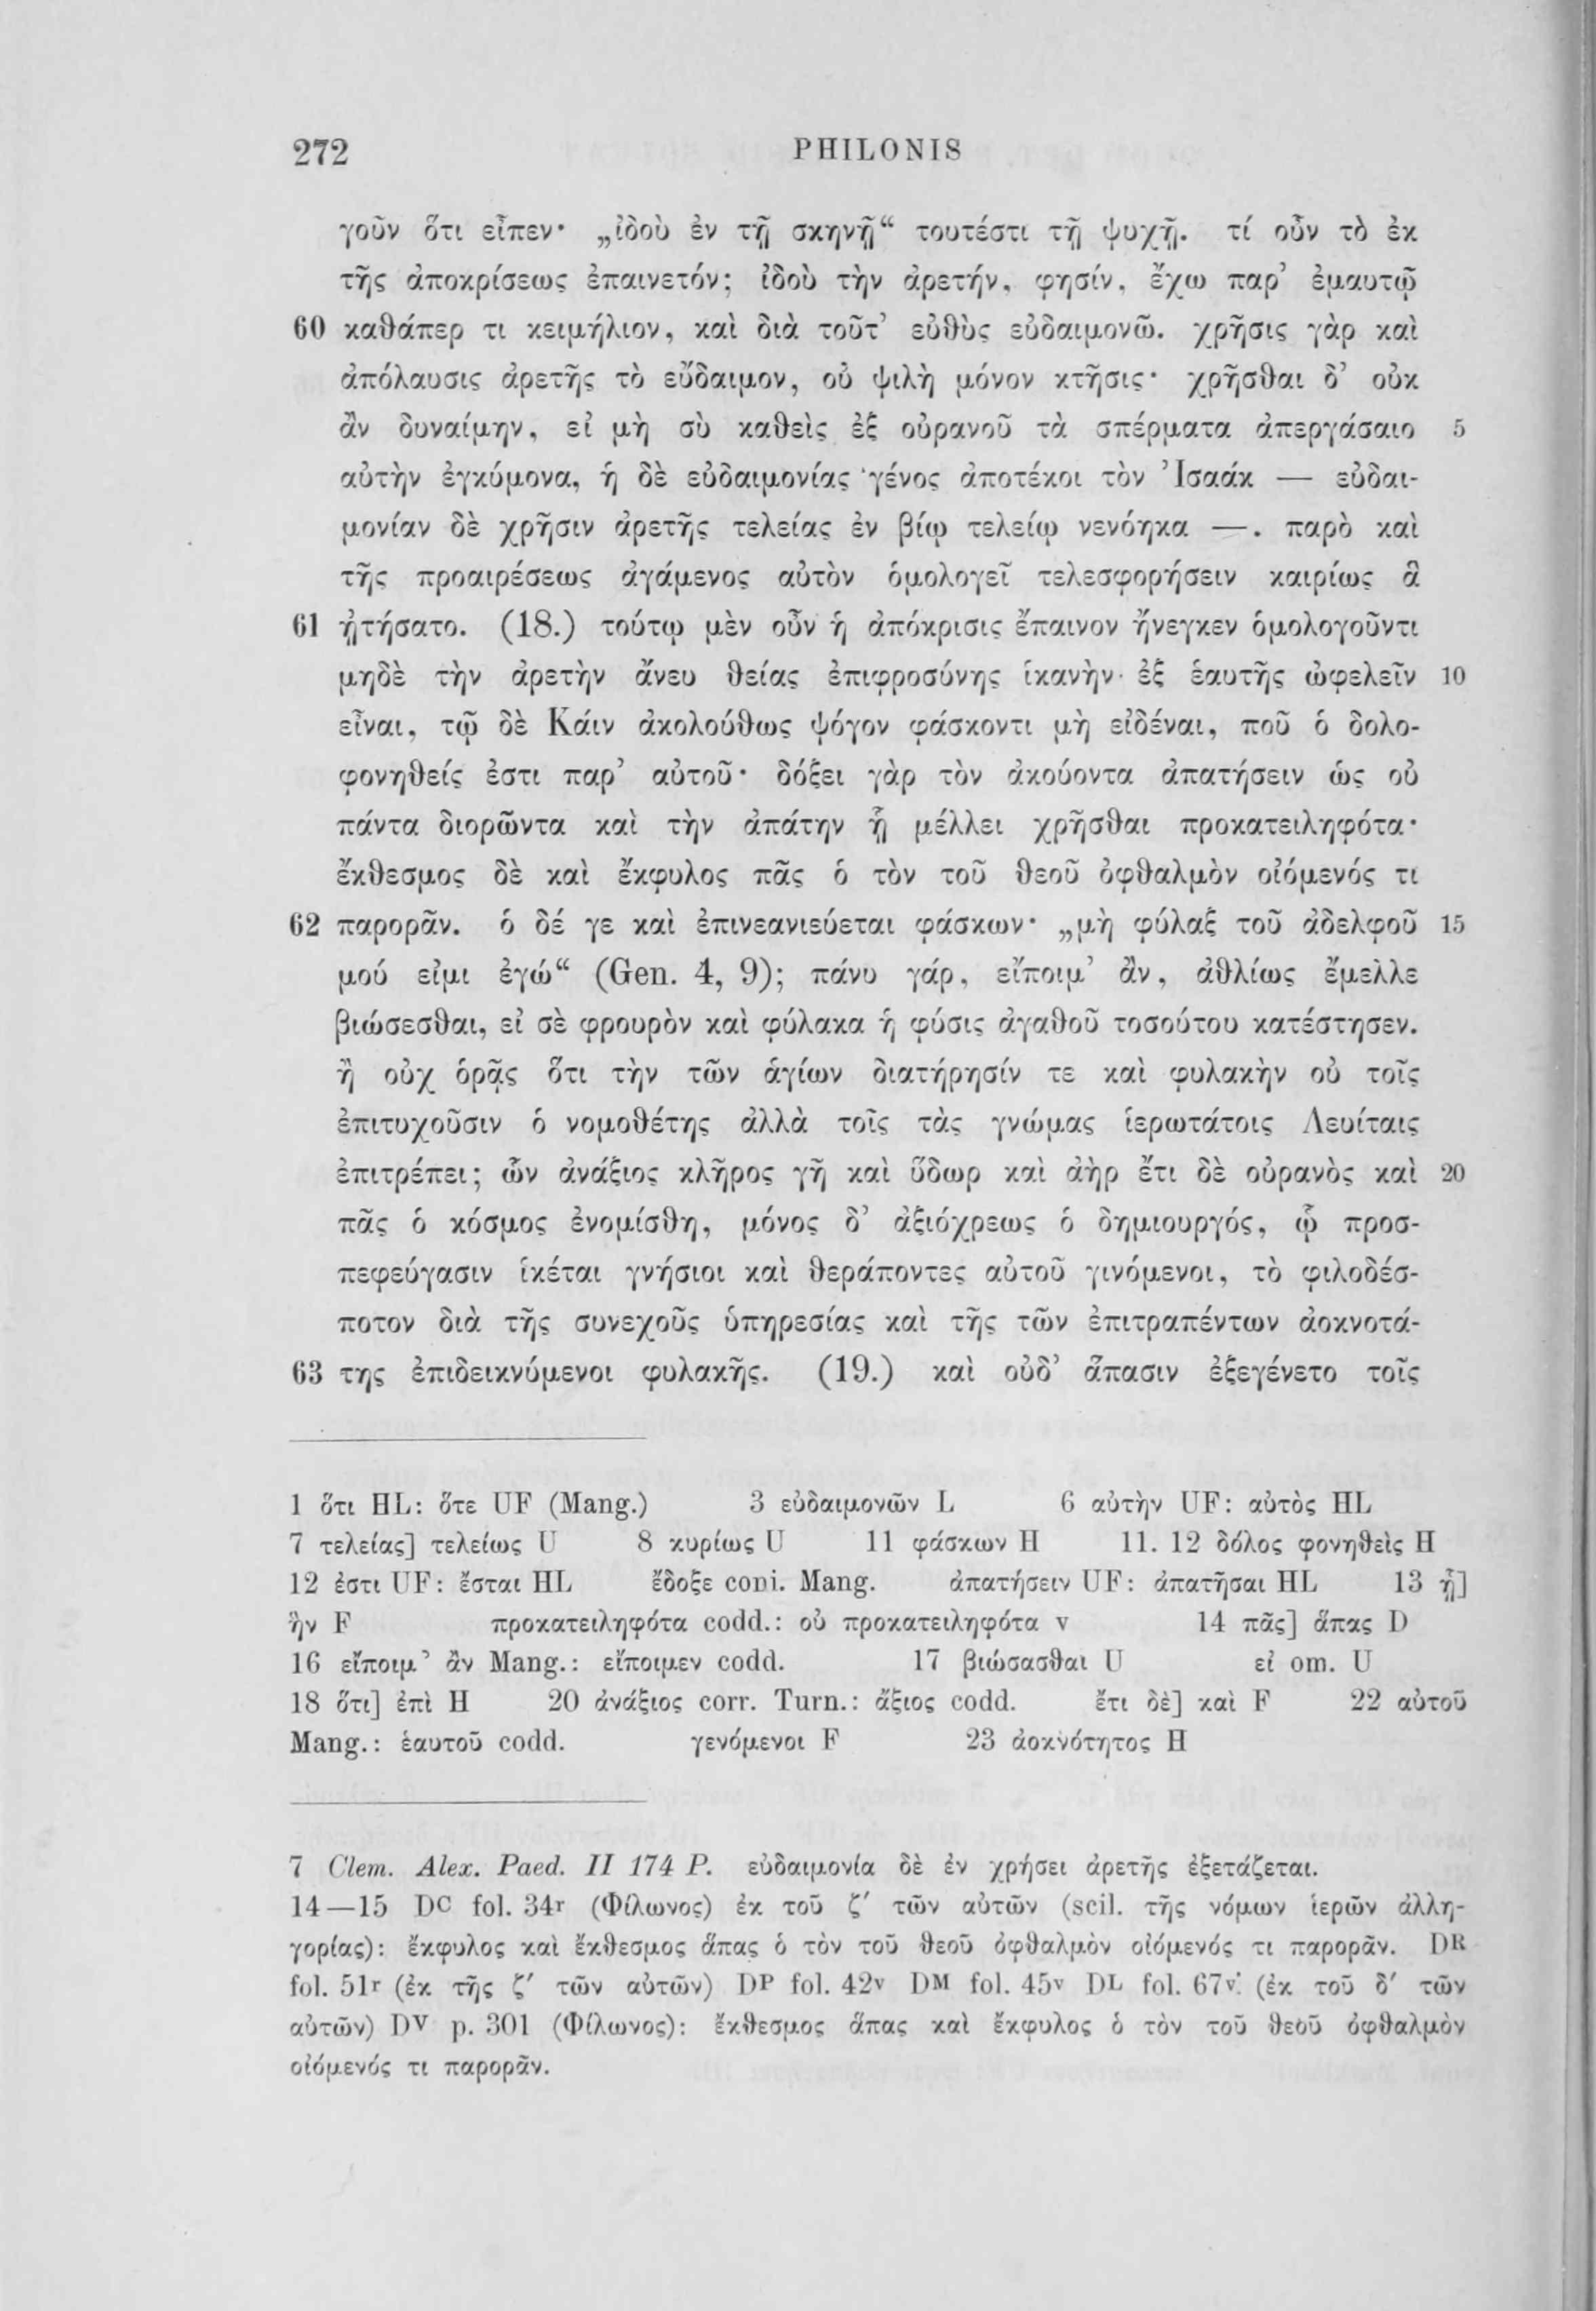 272 PHILONIS
γοῦν ὅτι εἶπεν· „ἰδοὺ ἐν τῇ σκηνῇ“ τουτέστι τῇ ψυχῇ. τί οὖν τὸ ἐκ
τῆς ἀποκρίσεως ἐπαινετόν; ἰδοὺ τὴν ἀρετήν, φησίν, ἔχω παρ’ ἐμαυτῷ
60 καθάπερ τι κειμήλιον, καὶ διὰ τοῦτ’ εὐθὺς εὐδαιμονῶ. χρῆσις γὰρ καὶ
ἀπόλαυσις ἀρετῆς τὸ εὔδαιμον, οὐ ψιλὴ μόνον κτῆσις· χρῆσθαι δ’ οὐκ
ἂν δυναίμην, εἰ μὴ σὺ καθεὶς ἐξ οὐρανοῦ τὰ σπέρματα ἀπεργάσαιο 5
αὐτὴν ἐγκύμονα, ἡ δὲ εὐδαιμονίας γένος ἀποτέκοι τὸν Ἰσαάκ — εὐδαι-
μονίαν δὲ χρῆσιν ἀρετῆς τελείας ἐν βίῳ τελείῳ νενόηκα —. παρὸ καὶ
τῆς προαιρέσεως ἀγάμενος αὐτὸν ὁμολογεῖ τελεσφορήσειν καιρίως ἃ
61 ᾐτήσατο. (18.) τούτῳ μὲν οὖν ἡ ἀπόκρισις ἔπαινον ἤνεγκεν ὁμολογοῦντι
μηδὲ τὴν ἀρετὴν ἄνευ θείας ἐπιφροσύνης ἱκανὴν ἐξ ἑαυτῆς ὠφελεῖν 10
εἶναι, τῷ δὲ Κάιν ἀκολούθως ψόγον φάσκοντι μὴ εἰδέναι, ποῦ ὁ δολο-
φονηθείς ἐστι παρ’ αὐτοῦ· δόξει γὰρ τὸν ἀκούοντα ἀπατήσειν ὡς οὐ
πάντα διορῶντα καὶ τὴν ἀπάτην ᾗ μέλλει χρῆσθαι προκατειληφότα·
ἔκθεσμος δὲ καὶ ἔκφυλος πᾶς ὁ τὸν τοῦ θεοῦ ὀφθαλμὸν οἰόμενός τι
62 παρορᾶν. ὁ δέ γε καὶ ἐπινεανιεύεται φάσκων· „μὴ φύλαξ τοῦ ἀδελφοῦ 15
μού εἰμι ἐγώ“ (Gen. 4, 9); πάνυ γάρ, εἴποιμ’ ἄν, ἀθλίως ἔμελλε
βιώσεσθαι, εἰ σὲ φρουρὸν καὶ φύλακα ἡ φύσις ἀγαθοῦ τοσούτου κατέστησεν.
ἢ οὐχ ὁρᾷς ὅτι τὴν τῶν ἁγίων διατήρησίν τε καὶ φυλακὴν οὐ τοῖς
ἐπιτυχοῦσιν ὁ νομοθέτης ἀλλὰ τοῖς τὰς γνώμας ἱερωτάτοις Λευίταις
ἐπιτρέπει; ὧν ἀνάξιος κλῆρος γῆ καὶ ὕδωρ καὶ ἀὴρ ἔτι δὲ οὐρανὸς καὶ 20
πᾶς ὁ κόσμος ἐνομίσθη, μόνος δ’ ἀξιόχρεως ὁ δημιουργός, ᾧ προσ-
πεφεύγασιν ἱκέται γνήσιοι καὶ θεράποντες αὐτοῦ γινόμενοι, τὸ φιλοδέσ-
ποτον διὰ τῆς συνεχοῦς ὑπηρεσίας καὶ τῆς τῶν ἐπιτραπέντων ἀοκνοτά-
63 της ἐπιδεικνύμενοι φυλακῆς. (19.) καὶ οὐδ’ ἅπασιν ἐξεγένετο τοῖς
1 ὅτι HL: ὅτε UF (Mang.) 3 εὐδαιμονῶν L 6 αὐτὴν UF: αὐτὸς HL
7 τελείας] τελείως U 8 κυρίως U 11 φάσκων H 11. 12 δόλος φονηθεὶς H
12 ἐστι UF: ἔσται HL ἔδοξε coni. Mang. ἀπατήσειν UF: ἀπατῆσαι HL 13 ᾗ]
ἣν F προκατειληφότα codd.: οὐ προκατειληφότα v 14 πᾶς] ἅπας D
16 εἴποιμ’ ἂν Mang.: εἴποιμεν codd. 17 βιώσασθαι U εἰ om. U
18 ὅτι] ἐπὶ H 20 ἀνάξιος corr. Turn.: ἄξιος codd. ἔτι δὲ] καὶ F 22 αὐτοῦ
Mang.: ἑαυτοῦ codd. γενόμενοι F 23 ἀοκνότητος H
7 Clem. Alex. Paed. II 174 P. εὐδαιμονία δὲ ἐν χρήσει ἀρετῆς ἐξετάζεται.
14—15 Dᶜ fol. 34ʳ (Φίλωνος) ἐκ τοῦ ζ′ τῶν αὐτῶν (scil. τῆς νόμων ἱερῶν ἀλλη-
γορίας): ἔκφυλος καὶ ἔκθεσμος ἅπας ὁ τὸν τοῦ θεοῦ ὀφθαλμὸν οἰόμενός τι παρορᾶν. Dᴿ
fol. 51ʳ (ἐκ τῆς ζ′ τῶν αὐτῶν) Dᴾ fol. 42ᵛ Dᴹ fol. 45ᵛ Dᴸ fol. 67ᵛ (ἐκ τοῦ δ′ τῶν
αὐτῶν) Dⱽ p. 301 (Φίλωνος): ἔκθεσμος ἅπας καὶ ἔκφυλος ὁ τὸν τοῦ θεοῦ ὀφθαλμὸν
οἰόμενός τι παρορᾶν.